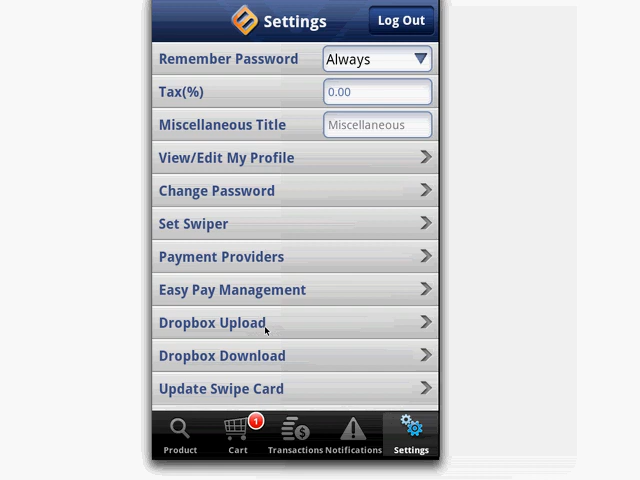 Settings
Log Out
Remember Password Always
Tax(%) 0.00
Miscellaneous Title Miscellaneous
View/Edit My Profile
Change Password
Set Swiper
Payment Providers
Easy Pay Management
Dropbox Upload
Dropbox Download
Update Swipe Card
1
Product Cart Transactions Notifications Settings